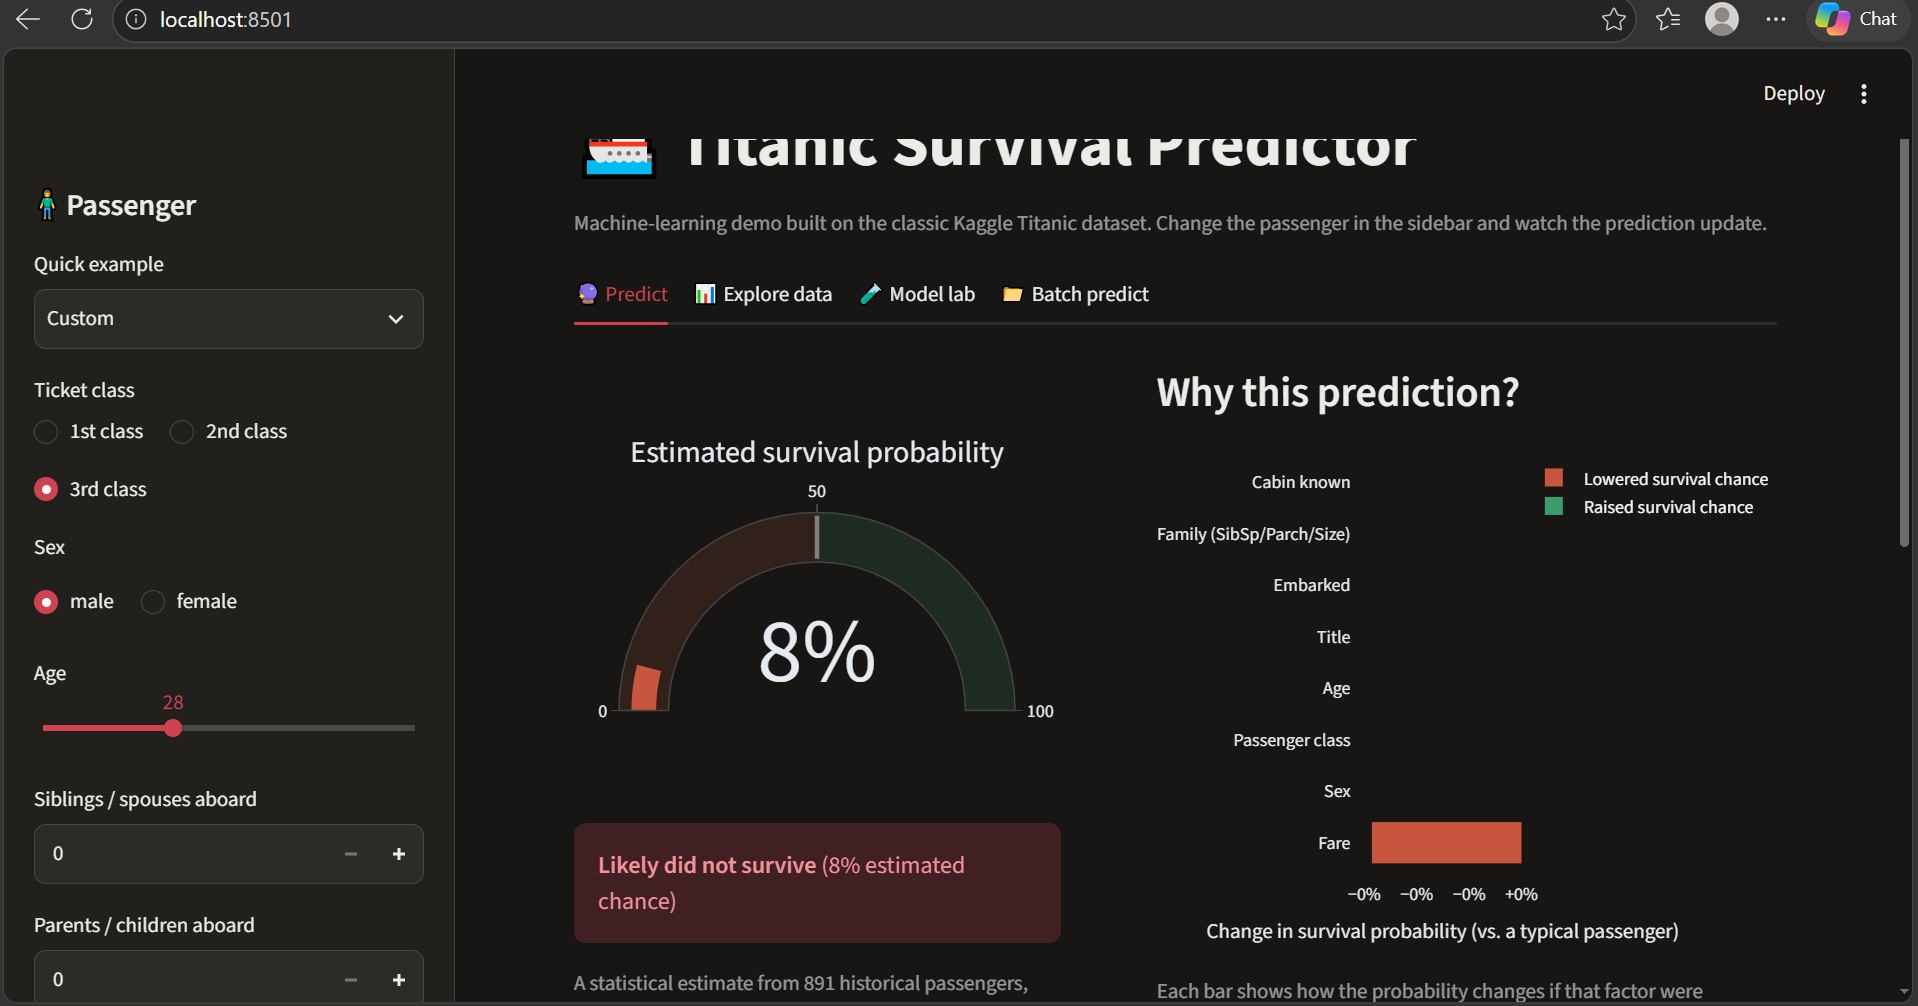 localhost:8501
Chat
Deploy
Titanic Survival Predictor
Machine-learning demo built on the classic Kaggle Titanic dataset. Change the passenger in the sidebar and watch the prediction update.
Passenger
Quick example
Custom
Ticket class
1st class
2nd class
3rd class
Sex
male
female
Age
28
Siblings / spouses aboard
0
Parents / children aboard
0
Predict
Explore data
Model lab
Batch predict
Estimated survival probability
50
8%
0
100
Likely did not survive (8% estimated
chance)
A statistical estimate from 891 historical passengers,
Why this prediction?
Lowered survival chance
Raised survival chance
Cabin known
Family (SibSp/Parch/Size)
Embarked
Title
Age
Passenger class
Sex
Fare
−0%
−0%
−0%
+0%
Change in survival probability (vs. a typical passenger)
Each bar shows how the probability changes if that factor were